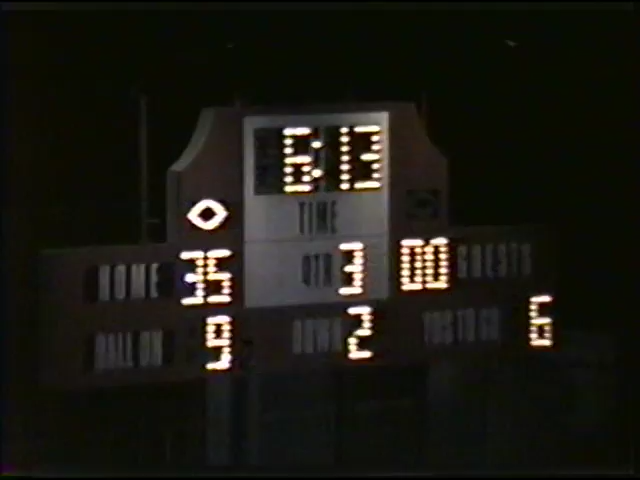 6:13
TIME
HOME 35 QTR 3 00 GUESTS
BALL ON 9 DOWN 2 YDS TO GO 6